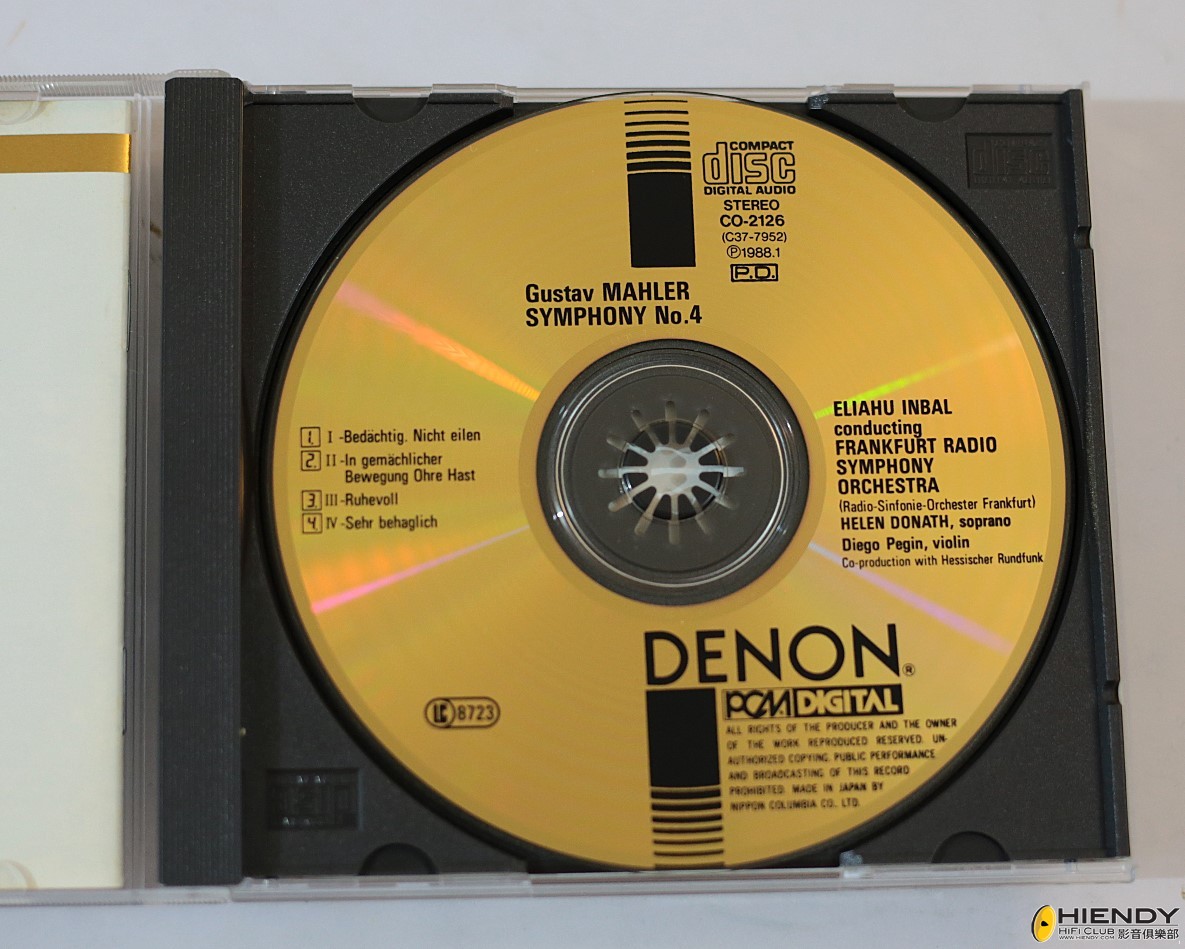 COMPACT
disc
DIGITAL AUDIO
STEREO
CO-2126
(C37-7952)
Ⓟ1988.1
P.D.
Gustav MAHLER
SYMPHONY No.4
1. I -Bedächtig. Nicht eilen
2. II -In gemächlicher
Bewegung Ohre Hast
3. III -Ruhevoll
4. IV -Sehr behaglich
ELIAHU INBAL
conducting
FRANKFURT RADIO
SYMPHONY
ORCHESTRA
(Radio-Sinfonie-Orchester Frankfurt)
HELEN DONATH, soprano
Diego Pegin, violin
Co-production with Hessischer Rundfunk
LC 8723
DENON®
PCM DIGITAL
ALL RIGHTS OF THE PRODUCER AND THE OWNER
OF THE WORK REPRODUCED RESERVED. UN-
AUTHORIZED COPYING, PUBLIC PERFORMANCE
AND BROADCASTING OF THIS RECORD
PROHIBITED. MADE IN JAPAN BY
NIPPON COLUMBIA CO., LTD.
HIENDY
HiFi CLUB 影音俱樂部
WWW.HIENDY.COM